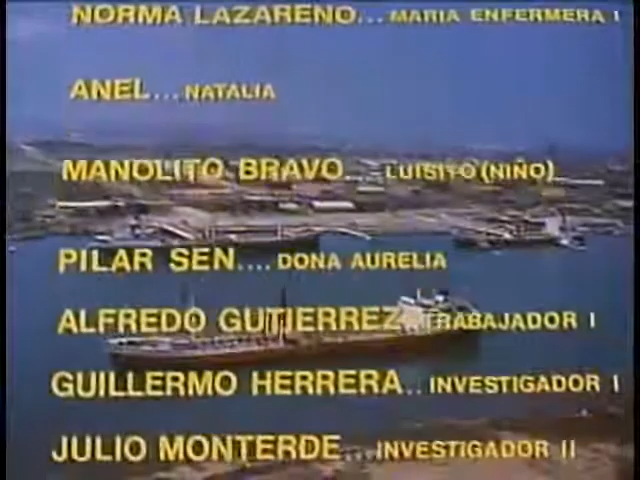 NORMA LAZARENO... MARIA ENFERMERA I
ANEL... NATALIA
MANOLITO BRAVO... LUISITO (NIÑO)
PILAR SEN.... DONA AURELIA
ALFREDO GUTIERREZ TRABAJADOR I
GUILLERMO HERRERA.. INVESTIGADOR I
JULIO MONTERDE... INVESTIGADOR II